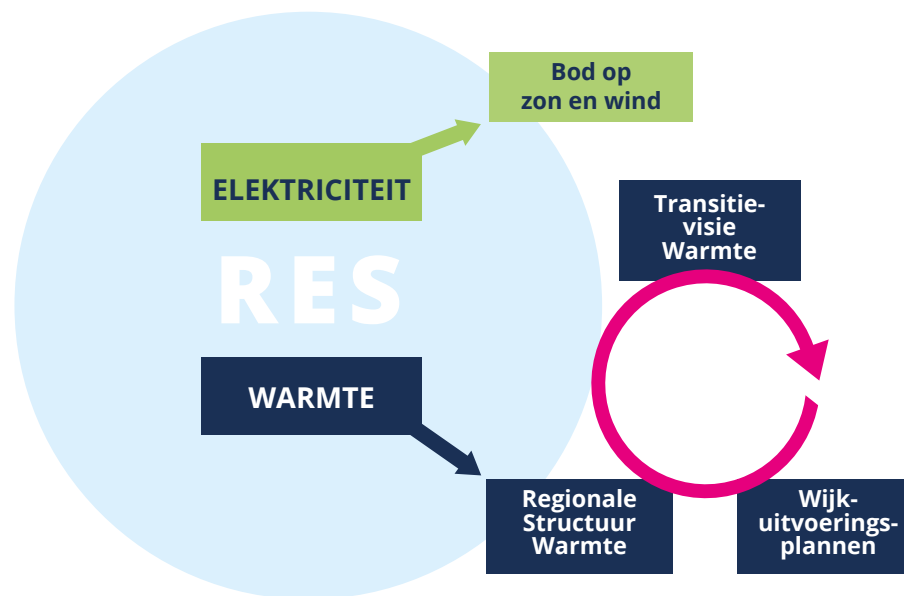 Bod op
zon en wind
ELEKTRICITEIT
Transitie-
visie
Warmte
RES
WARMTE
Regionale
Structuur
Warmte
Wijk-
uitvoerings-
plannen